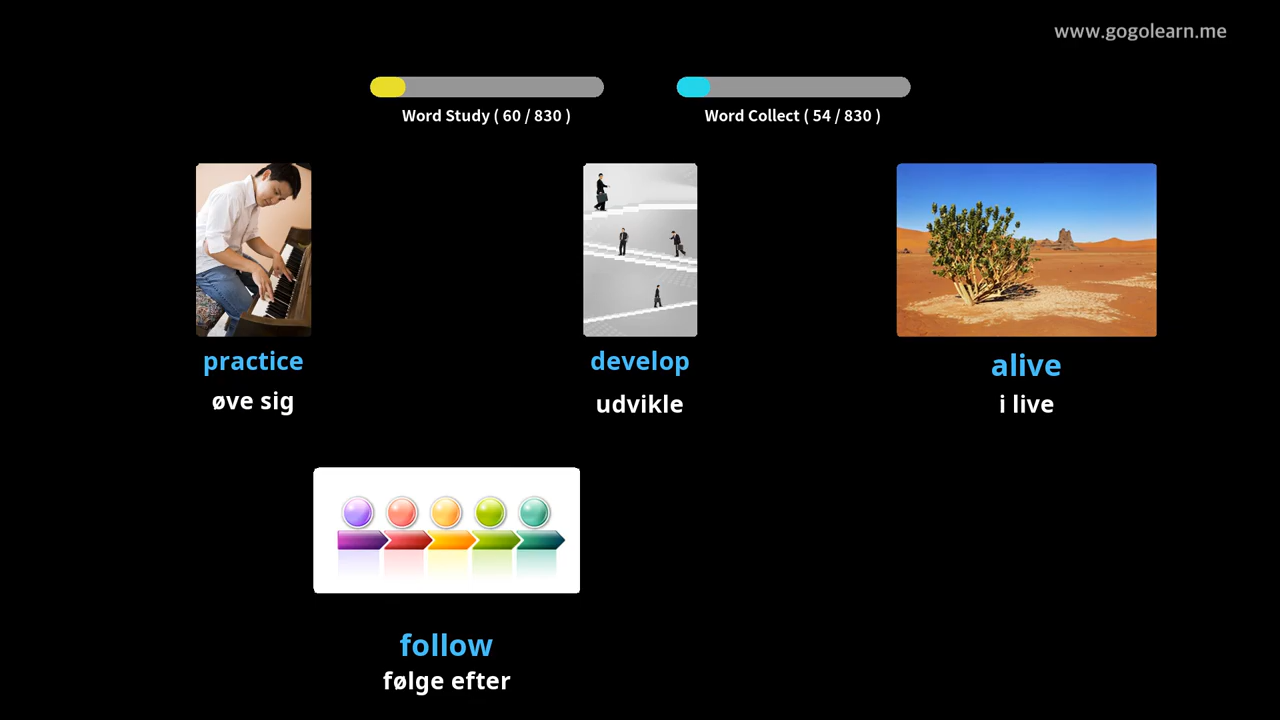 www.gogolearn.me
Word Study ( 60 / 830 )
Word Collect ( 54 / 830 )
practice
øve sig
develop
udvikle
alive
i live
follow
følge efter